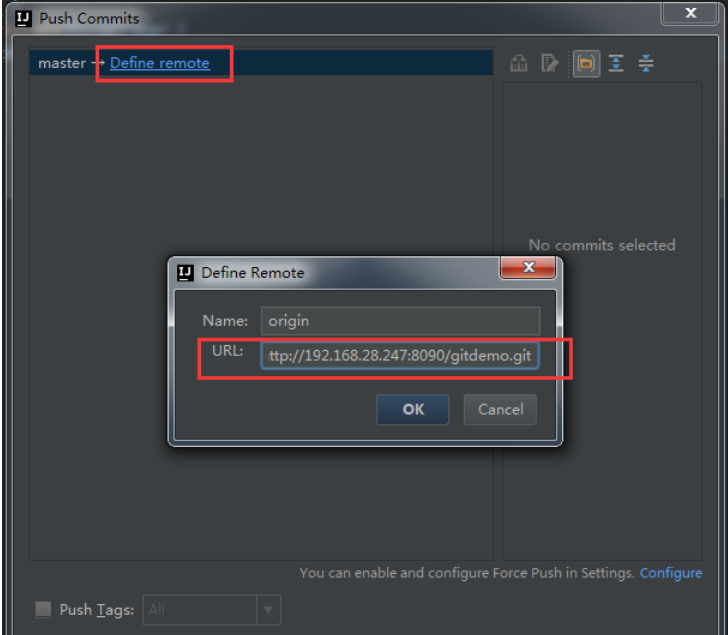 Push Commits
master → Define remote
No commits selected
Define Remote
Name: origin
URL: ttp://192.168.28.247:8090/gitdemo.git
OK Cancel
You can enable and configure Force Push in Settings. Configure
Push Tags: All